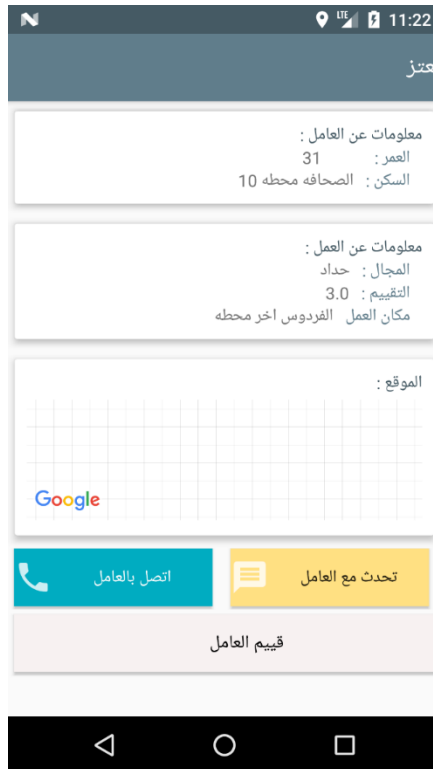 LTE 11:22
عتز
معلومات عن العامل :
العمر : 31
السكن : الصحافه محطه 10
معلومات عن العمل :
المجال : حداد
التقييم : 3.0
مكان العمل الفردوس اخر محطه
الموقع :
Google
تحدث مع العامل
اتصل بالعامل
قييم العامل